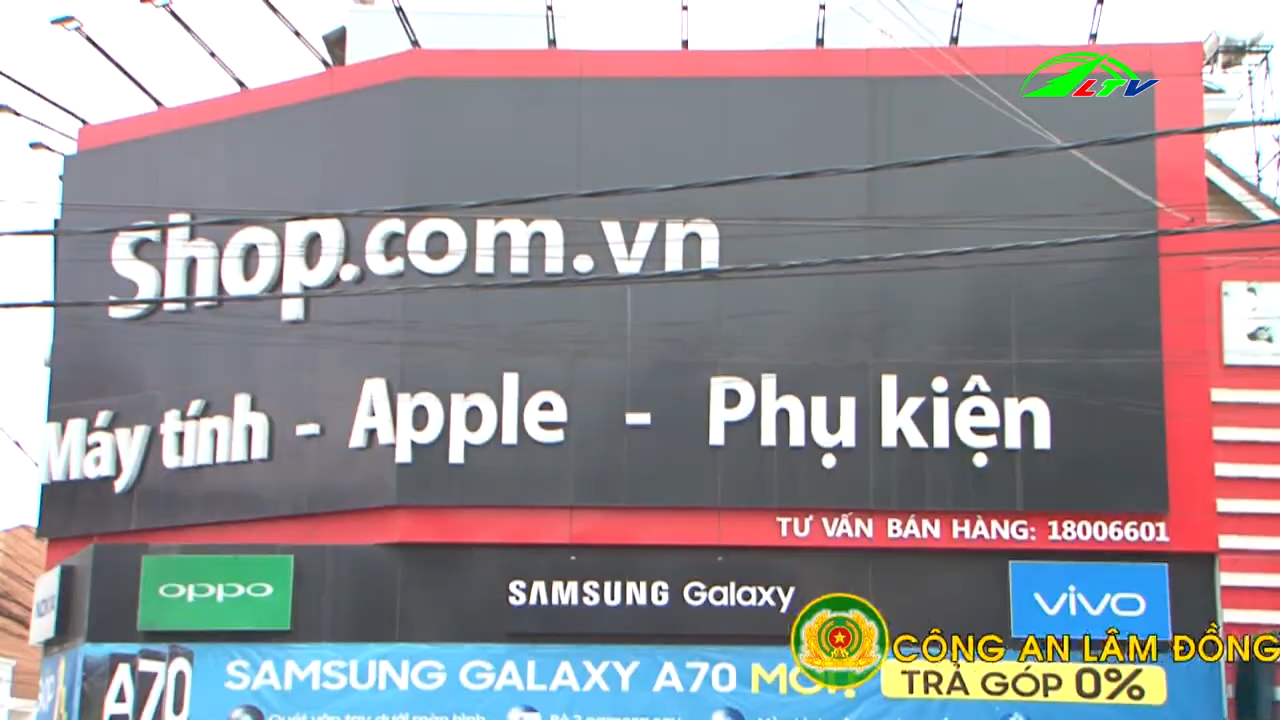 LTV
Shop.com.vn
Máy tính - Apple - Phụ kiện
TƯ VẤN BÁN HÀNG: 18006601
NOKIA
oppo
SAMSUNG Galaxy
vivo
CÔNG AN LÂM ĐỒNG
A70
SAMSUNG GALAXY A70 MỚI.
TRẢ GÓP 0%